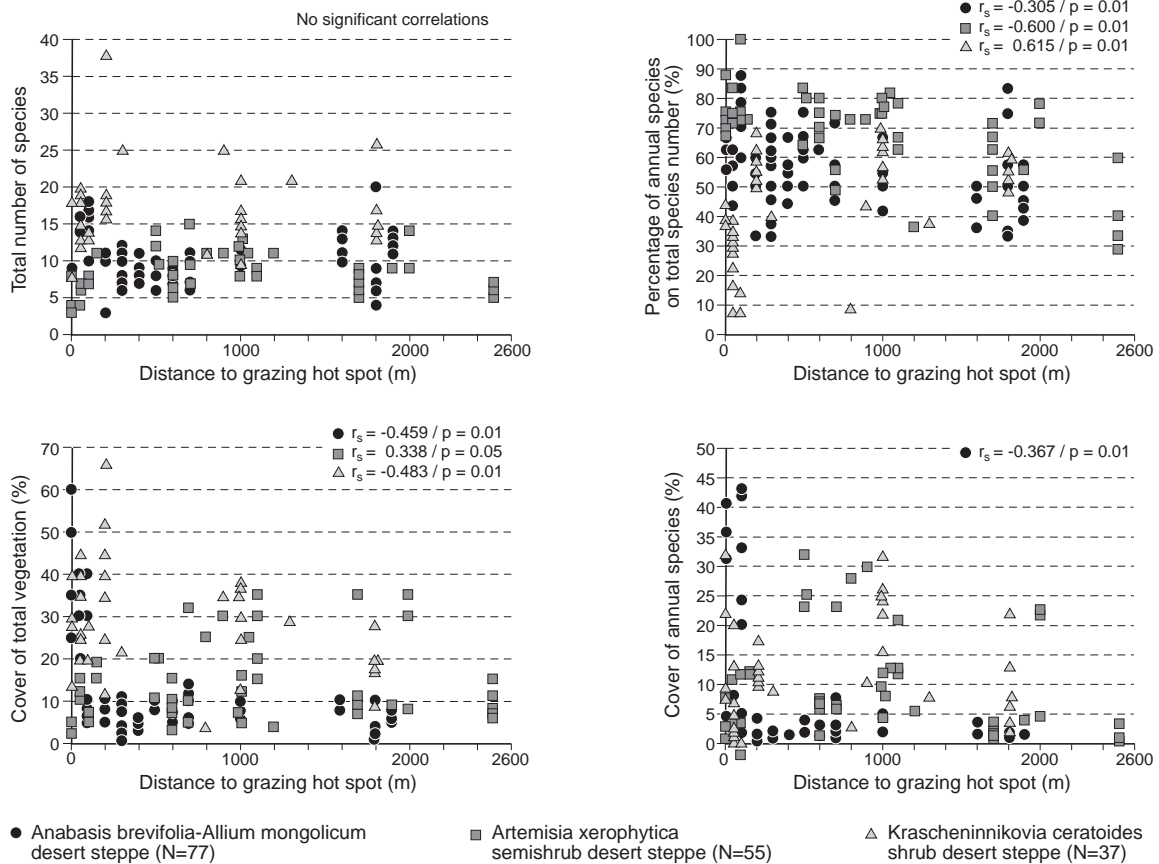 No significant correlations
40
35
30
25
20
15
10
5
0
Total number of species
0 1000 2000 2600
Distance to grazing hot spot (m)
rs = -0.305 / p = 0.01
rs = -0.600 / p = 0.01
rs = 0.615 / p = 0.01
100
90
80
70
60
50
40
30
20
10
0
Percentage of annual species
on total species number (%)
0 1000 2000 2600
Distance to grazing hot spot (m)
rs = -0.459 / p = 0.01
rs = 0.338 / p = 0.05
rs = -0.483 / p = 0.01
70
60
50
40
30
20
10
0
Cover of total vegetation (%)
0 1000 2000 2600
Distance to grazing hot spot (m)
rs = -0.367 / p = 0.01
50
45
40
35
30
25
20
15
10
5
0
Cover of annual species (%)
0 1000 2000 2600
Distance to grazing hot spot (m)
Anabasis brevifolia-Allium mongolicum
desert steppe (N=77)
Artemisia xerophytica
semishrub desert steppe (N=55)
Krascheninnikovia ceratoides
shrub desert steppe (N=37)